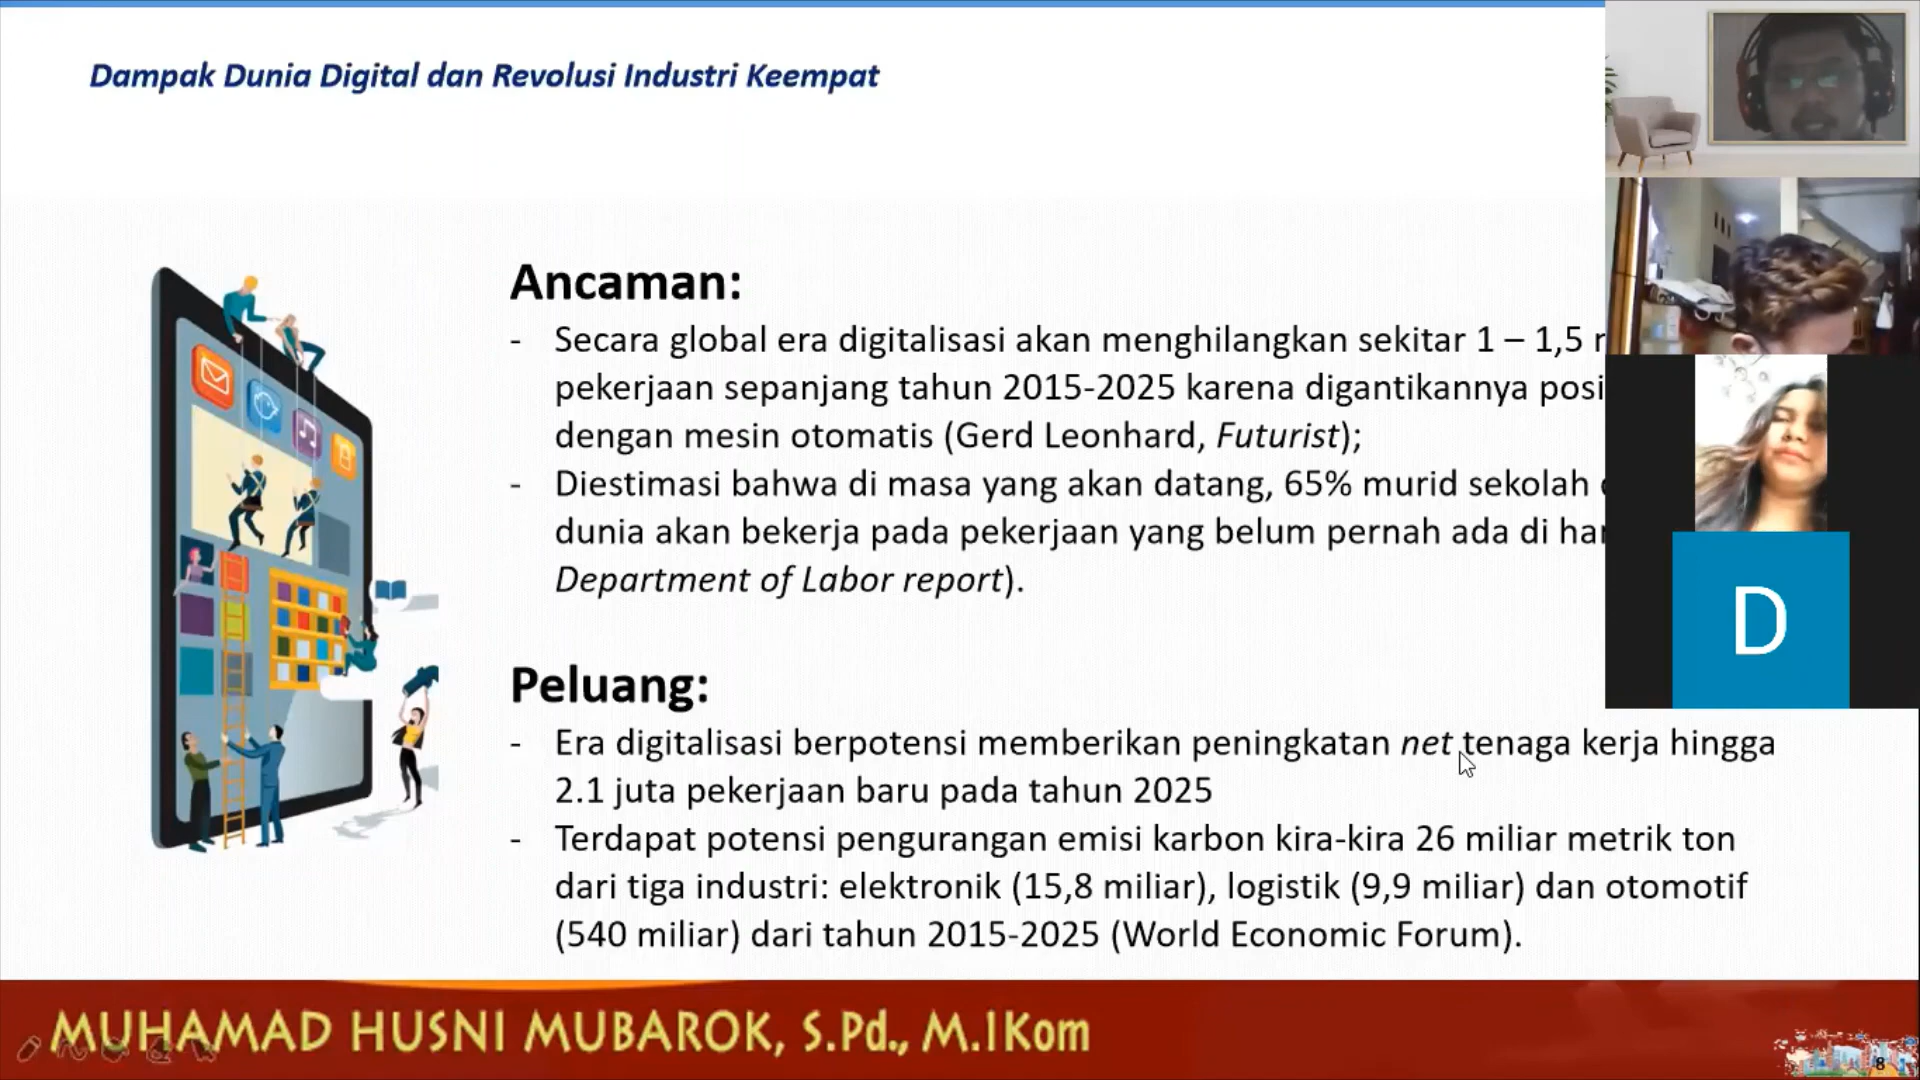 Dampak Dunia Digital dan Revolusi Industri Keempat
Ancaman:
- Secara global era digitalisasi akan menghilangkan sekitar 1 – 1,5
pekerjaan sepanjang tahun 2015-2025 karena digantikannya
dengan mesin otomatis (Gerd Leonhard, Futurist);
- Diestimasi bahwa di masa yang akan datang, 65% murid sekolah
dunia akan bekerja pada pekerjaan yang belum pernah ada di
Department of Labor report).
Peluang:
- Era digitalisasi berpotensi memberikan peningkatan net tenaga kerja hingga
2.1 juta pekerjaan baru pada tahun 2025
- Terdapat potensi pengurangan emisi karbon kira-kira 26 miliar metrik ton
dari tiga industri: elektronik (15,8 miliar), logistik (9,9 miliar) dan otomotif
(540 miliar) dari tahun 2015-2025 (World Economic Forum).
D
MUHAMAD HUSNI MUBAROK, S.Pd., M.IKom
8